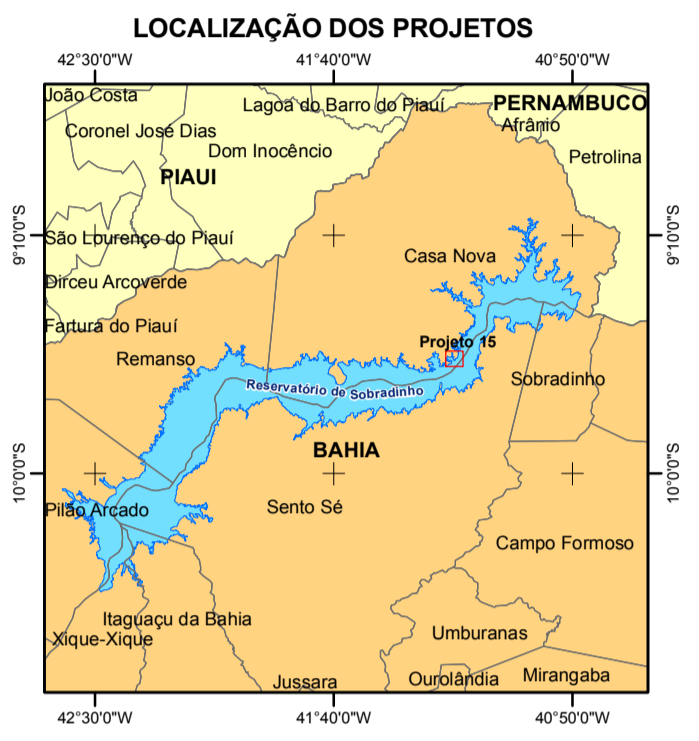 LOCALIZAÇÃO DOS PROJETOS
42°30'0"W
41°40'0"W
40°50'0"W
João Costa
Lagoa do Barro do Piauí
PERNAMBUCO
Afrânio
Coronel José Dias
Dom Inocêncio
Petrolina
PIAUI
9°10'0"S
9°10'0"S
São Lourenço do Piauí
Casa Nova
Dirceu Arcoverde
Fartura do Piauí
Projeto 15
Remanso
Sobradinho
Reservatório de Sobradinho
BAHIA
10°0'0"S
10°0'0"S
Pilão Arcado
Sento Sé
Campo Formoso
Itaguaçu da Bahia
Xique-Xique
Umburanas
Jussara
Ourolândia
Mirangaba
42°30'0"W
41°40'0"W
40°50'0"W